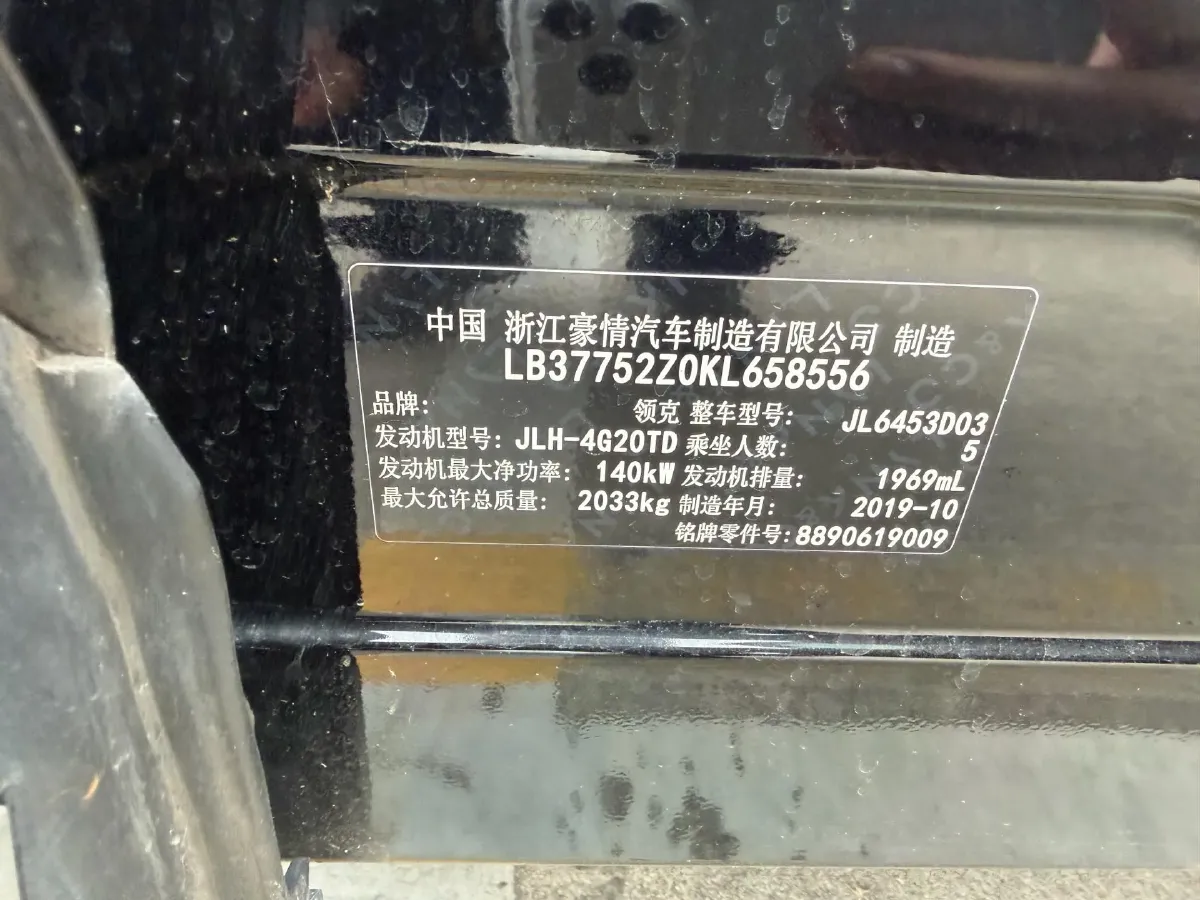 中国 浙江豪情汽车制造有限公司 制造
LB37752Z0KL658556
品牌: 领克 整车型号: JL6453D03
发动机型号: JLH-4G20TD 乘坐人数: 5
发动机最大净功率: 140kW 发动机排量: 1969mL
最大允许总质量: 2033kg 制造年月: 2019-10
铭牌零件号:8890619009